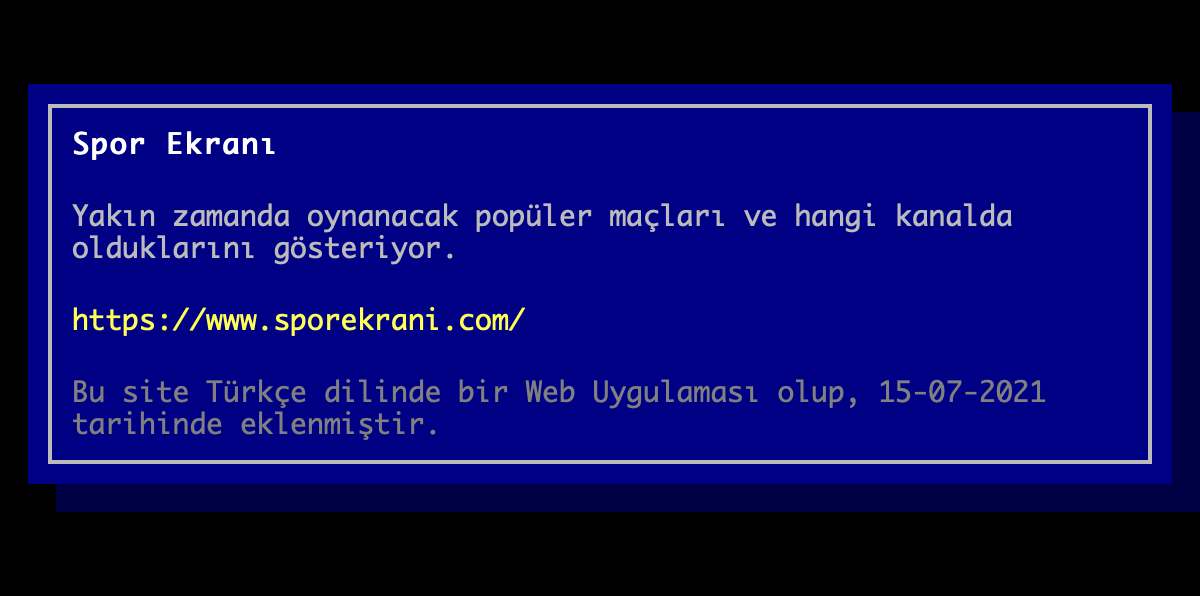 Spor Ekranı
Yakın zamanda oynanacak popüler maçları ve hangi kanalda
olduklarını gösteriyor.
https://www.sporekrani.com/
Bu site Türkçe dilinde bir Web Uygulaması olup, 15-07-2021
tarihinde eklenmiştir.